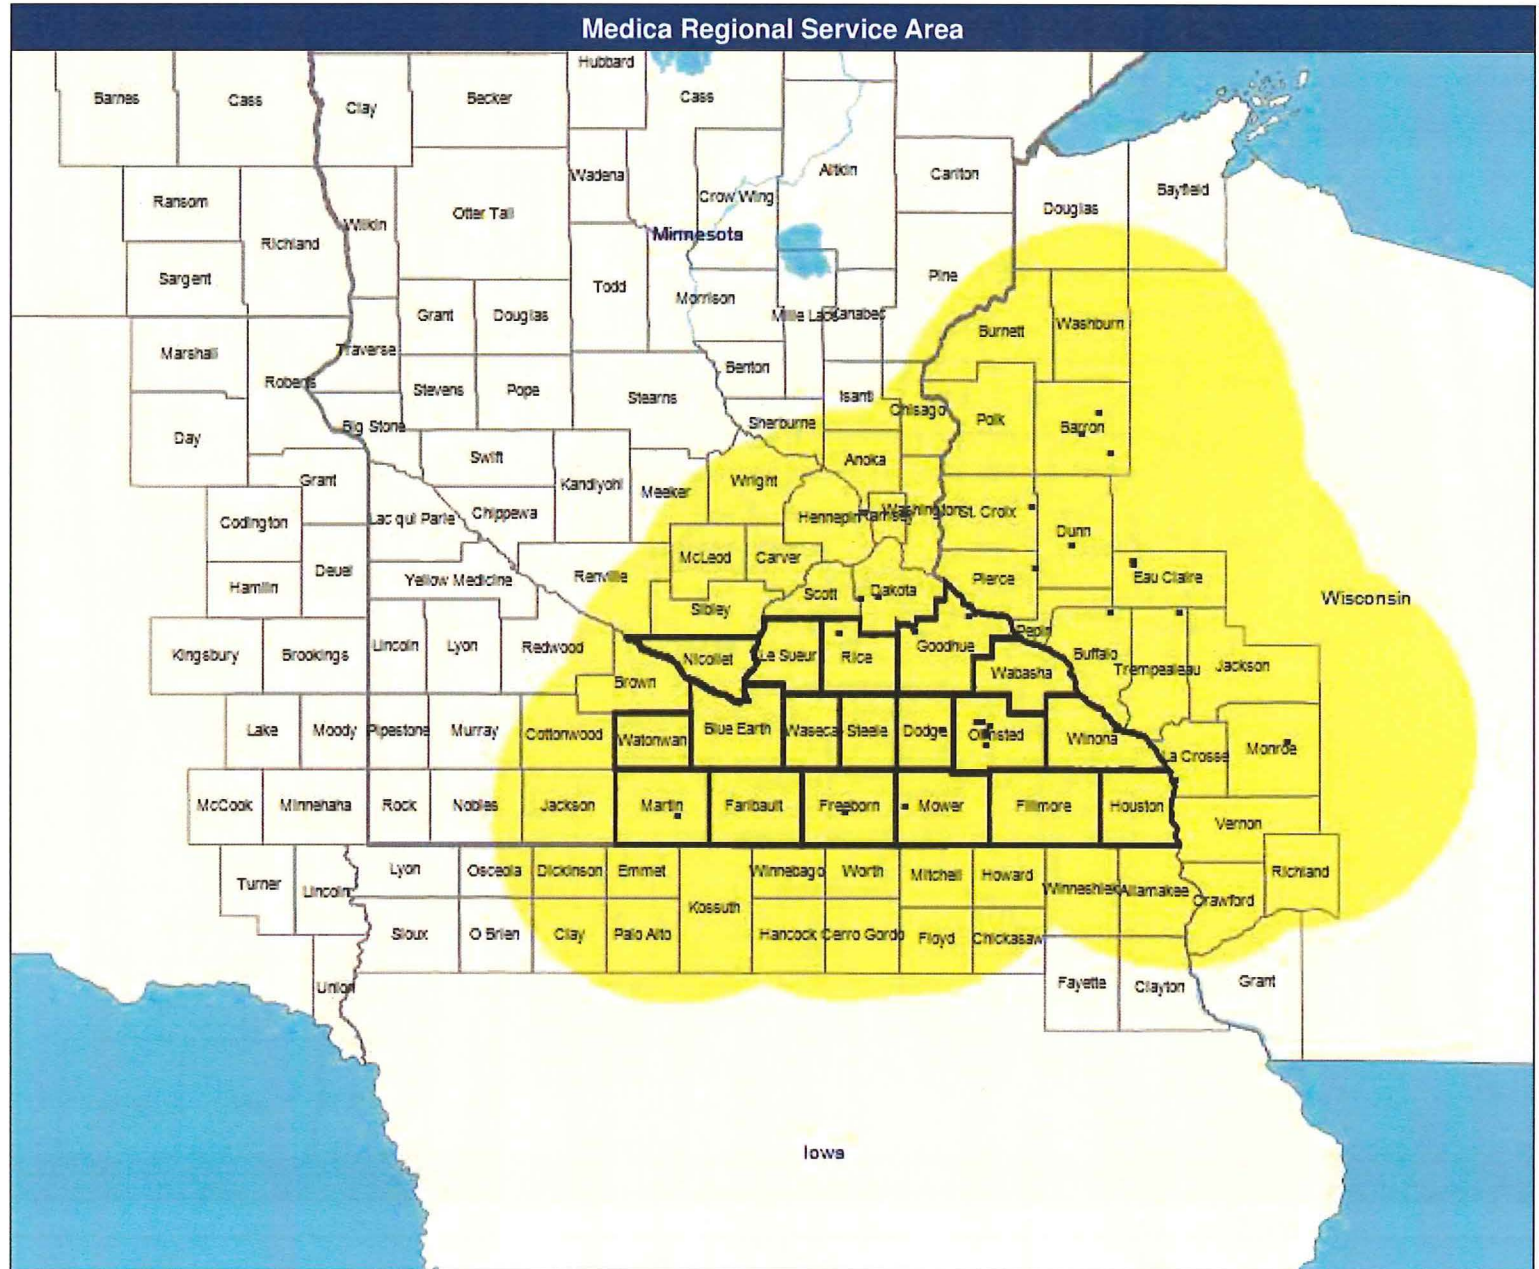 Medica Regional Service Area
Hubbard
Barnes
Cass
Clay
Becker
Cass
Wadena
Aitkin
Carlton
Ransom
Crow Wing
Bayfield
Wilkin
Otter Tail
Douglas
Richland
Minnesota
Sargent
Todd
Pine
Morrison
Grant
Douglas
Mille Lacs
Kanabec
Burnett
Washburn
Marshall
Traverse
Benton
Roberts
Stevens
Pope
Stearns
Isanti
Chisago
Polk
Barron
Day
Big Stone
Sherburne
Swift
Anoka
Grant
Kandiyohi
Meeker
Wright
Codington
Lac qui Parle
Chippewa
Hennepin
Ramsey
Washington
St. Croix
Dunn
Deuel
McLeod
Carver
Hamlin
Yellow Medicine
Renville
Scott
Dakota
Pierce
Eau Claire
Wisconsin
Sibley
Pepin
Kingsbury
Brookings
Lincoln
Lyon
Redwood
Nicollet
Le Sueur
Rice
Goodhue
Buffalo
Trempealeau
Jackson
Brown
Wabasha
Lake
Moody
Pipestone
Murray
Cottonwood
Watonwan
Blue Earth
Waseca
Steele
Dodge
Olmsted
Winona
La Crosse
Monroe
McCook
Minnehaha
Rock
Nobles
Jackson
Martin
Faribault
Freeborn
Mower
Fillmore
Houston
Vernon
Turner
Lincoln
Lyon
Osceola
Dickinson
Emmet
Winnebago
Worth
Mitchell
Howard
Winneshiek
Allamakee
Crawford
Richland
Kossuth
Sioux
O Brien
Clay
Palo Alto
Hancock
Cerro Gordo
Floyd
Chickasaw
Union
Fayette
Clayton
Grant
Iowa